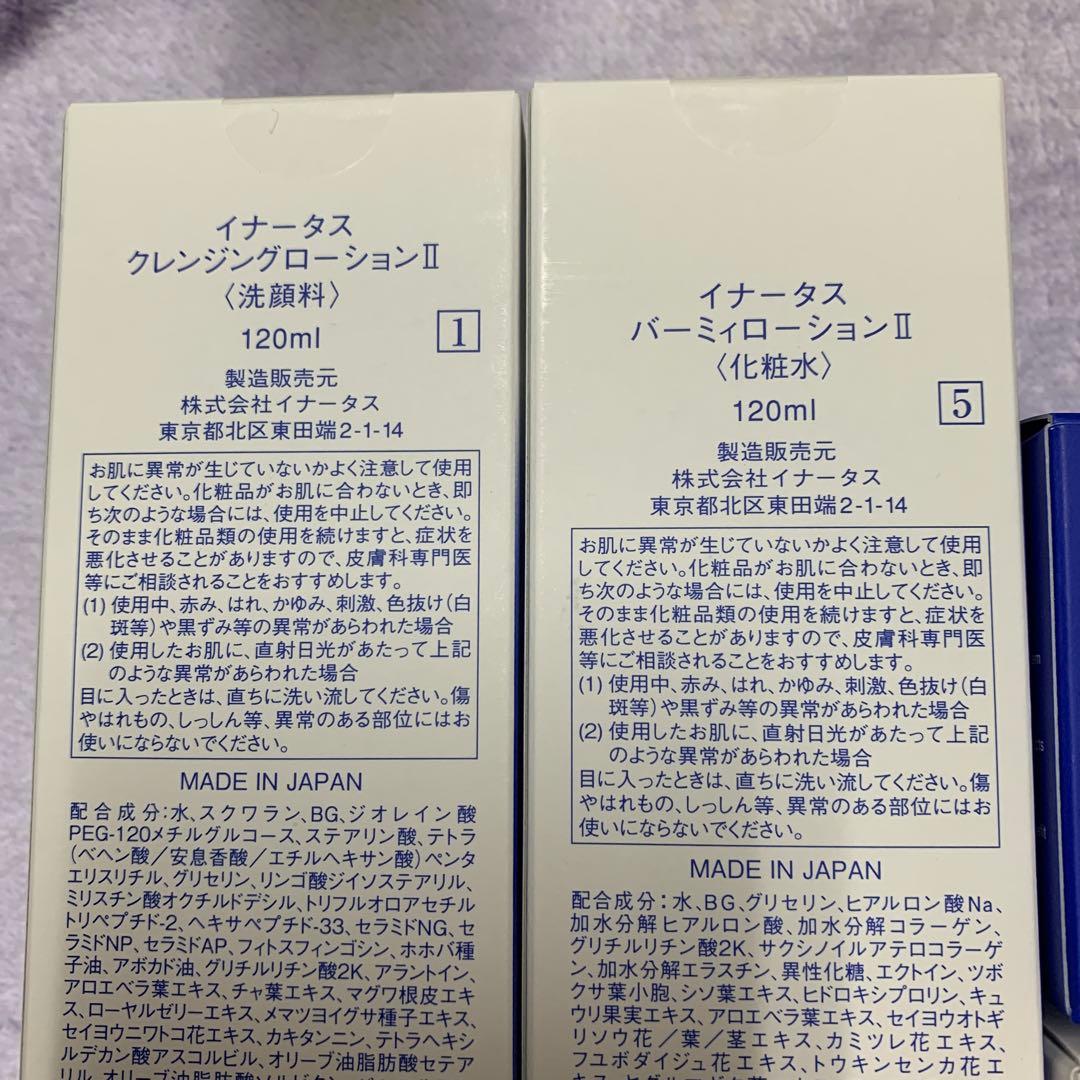 イナータス
クレンジングローションⅡ
〈洗顔料〉
120ml
1
製造販売元
株式会社イナータス
東京都北区東田端2-1-14
お肌に異常が生じていないかよく注意して使用
してください。化粧品がお肌に合わないとき、即
ち次のような場合には、使用を中止してください。
そのまま化粧品類の使用を続けますと、症状を
悪化させることがありますので、皮膚科専門医
等にご相談されることをおすすめします。
(1) 使用中、赤み、はれ、かゆみ、刺激、色抜け(白
斑等)や黒ずみ等の異常があらわれた場合
(2) 使用したお肌に、直射日光があたって上記
のような異常があらわれた場合
目に入ったときは、直ちに洗い流してください。傷
やはれもの、しっしん等、異常のある部位にはお
使いにならないでください。
MADE IN JAPAN
配合成分:水、スクワラン、BG、ジオレイン酸
PEG-120メチルグルコース、ステアリン酸、テトラ
(ベヘン酸/安息香酸/エチルヘキサン酸)ペンタ
エリスリチル、グリセリン、リンゴ酸ジイソステアリル、
ミリスチン酸オクチルドデシル、トリフルオロアセチル
トリペプチド-2、ヘキサペプチド-33、セラミドNG、セ
ラミドNP、セラミドAP、フィトスフィンゴシン、ホホバ種
子油、アボカド油、グリチルリチン酸2K、アラントイン、
アロエベラ葉エキス、チャ葉エキス、マグワ根皮エキ
ス、ローヤルゼリーエキス、メマツヨイグサ種子エキス、
セイヨウニワトコ花エキス、カキタンニン、テトラヘキシ
ルデカン酸アスコルビル、オリーブ油脂肪酸セテア
リル、オリーブ油脂肪酸ソルビタン、
イナータス
バーミィローションⅡ
〈化粧水〉
120ml
5
製造販売元
株式会社イナータス
東京都北区東田端2-1-14
お肌に異常が生じていないかよく注意して使用
してください。化粧品がお肌に合わないとき、即
ち次のような場合には、使用を中止してください。
そのまま化粧品類の使用を続けますと、症状を
悪化させることがありますので、皮膚科専門医
等にご相談されることをおすすめします。
(1) 使用中、赤み、はれ、かゆみ、刺激、色抜け(白
斑等)や黒ずみ等の異常があらわれた場合
(2) 使用したお肌に、直射日光があたって上記
のような異常があらわれた場合
目に入ったときは、直ちに洗い流してください。傷
やはれもの、しっしん等、異常のある部位にはお
使いにならないでください。
MADE IN JAPAN
配合成分:水、BG、グリセリン、ヒアルロン酸Na、
加水分解ヒアルロン酸、加水分解コラーゲン、
グリチルリチン酸2K、サクシノイルアテロコラーゲ
ン、加水分解エラスチン、異性化糖、エクトイン、ツボ
クサ葉小胞、シソ葉エキス、ヒドロキシプロリン、キュ
ウリ果実エキス、アロエベラ葉エキス、セイヨウオトギ
リソウ花/葉/茎エキス、カミツレ花エキス、
フユボダイジュ花エキス、トウキンセンカ花エ